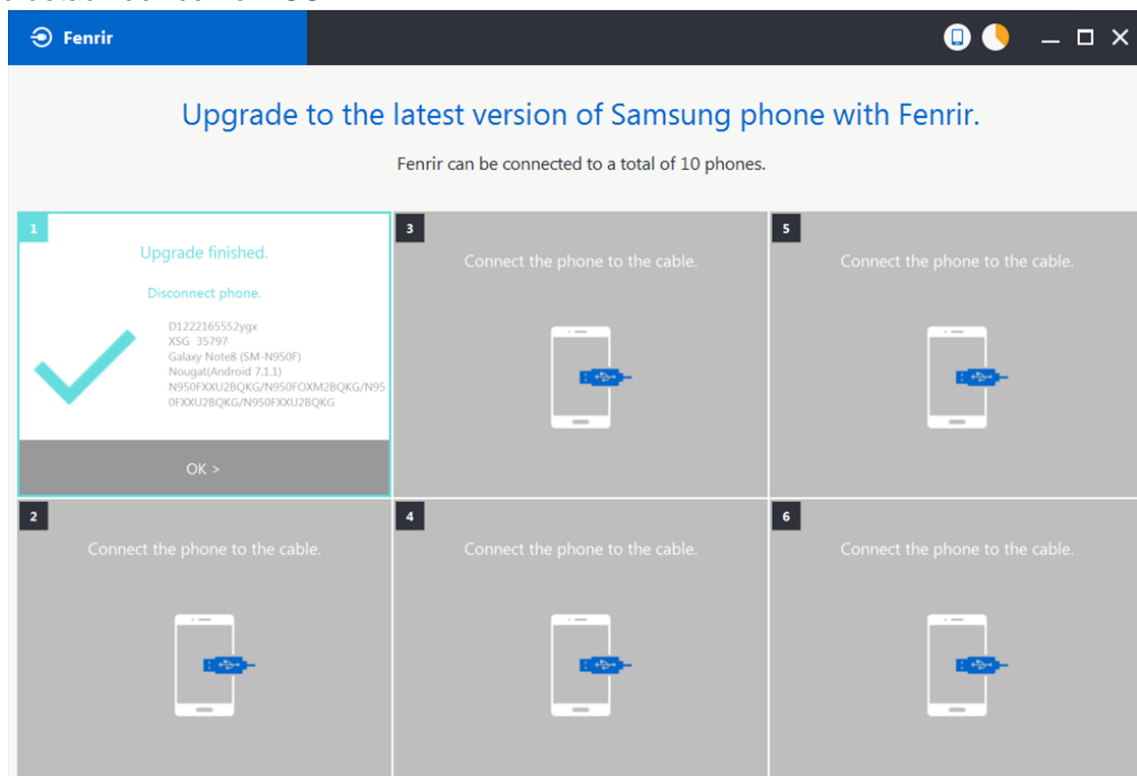 Fenrir
Upgrade to the latest version of Samsung phone with Fenrir.
Fenrir can be connected to a total of 10 phones.
1
Upgrade finished.
Disconnect phone.
D1222165552ygx
XSG 35797
Galaxy Note8 (SM-N950F)
Nougat(Android 7.1.1)
N950FXXU2BQKG/N950FOXM2BQKG/N95
0FXXU2BQKG/N950FXXU2BQKG
OK >
3
Connect the phone to the cable.
5
Connect the phone to the cable.
2
Connect the phone to the cable.
4
Connect the phone to the cable.
6
Connect the phone to the cable.